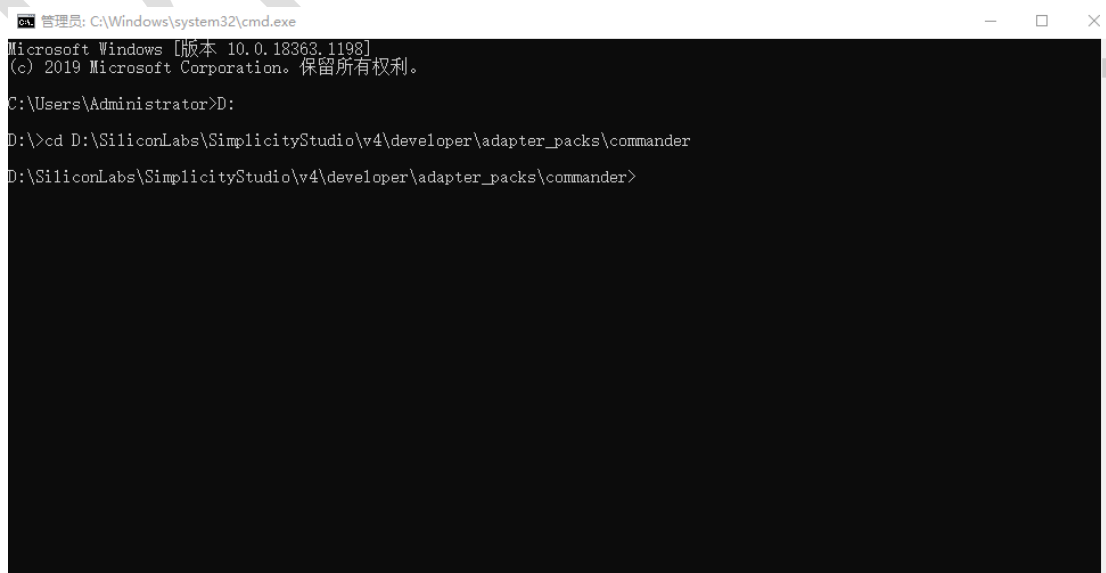 管理员: C:\Windows\system32\cmd.exe
Microsoft Windows [版本 10.0.18363.1198]
(c) 2019 Microsoft Corporation。保留所有权利。
C:\Users\Administrator>D:
D:\>cd D:\SiliconLabs\SimplicityStudio\v4\developer\adapter_packs\commander
D:\SiliconLabs\SimplicityStudio\v4\developer\adapter_packs\commander>